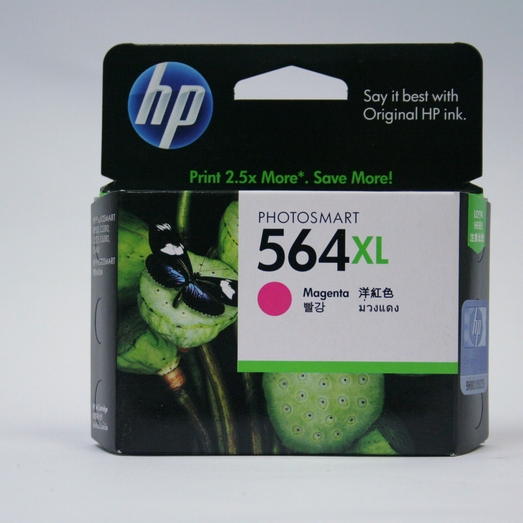 hp
Say it best with
Original HP ink.
Print 2.5x More*. Save More!
PHOTOSMART
564XL
Magenta 洋紅色
빨강 ม่วงแดง
hp